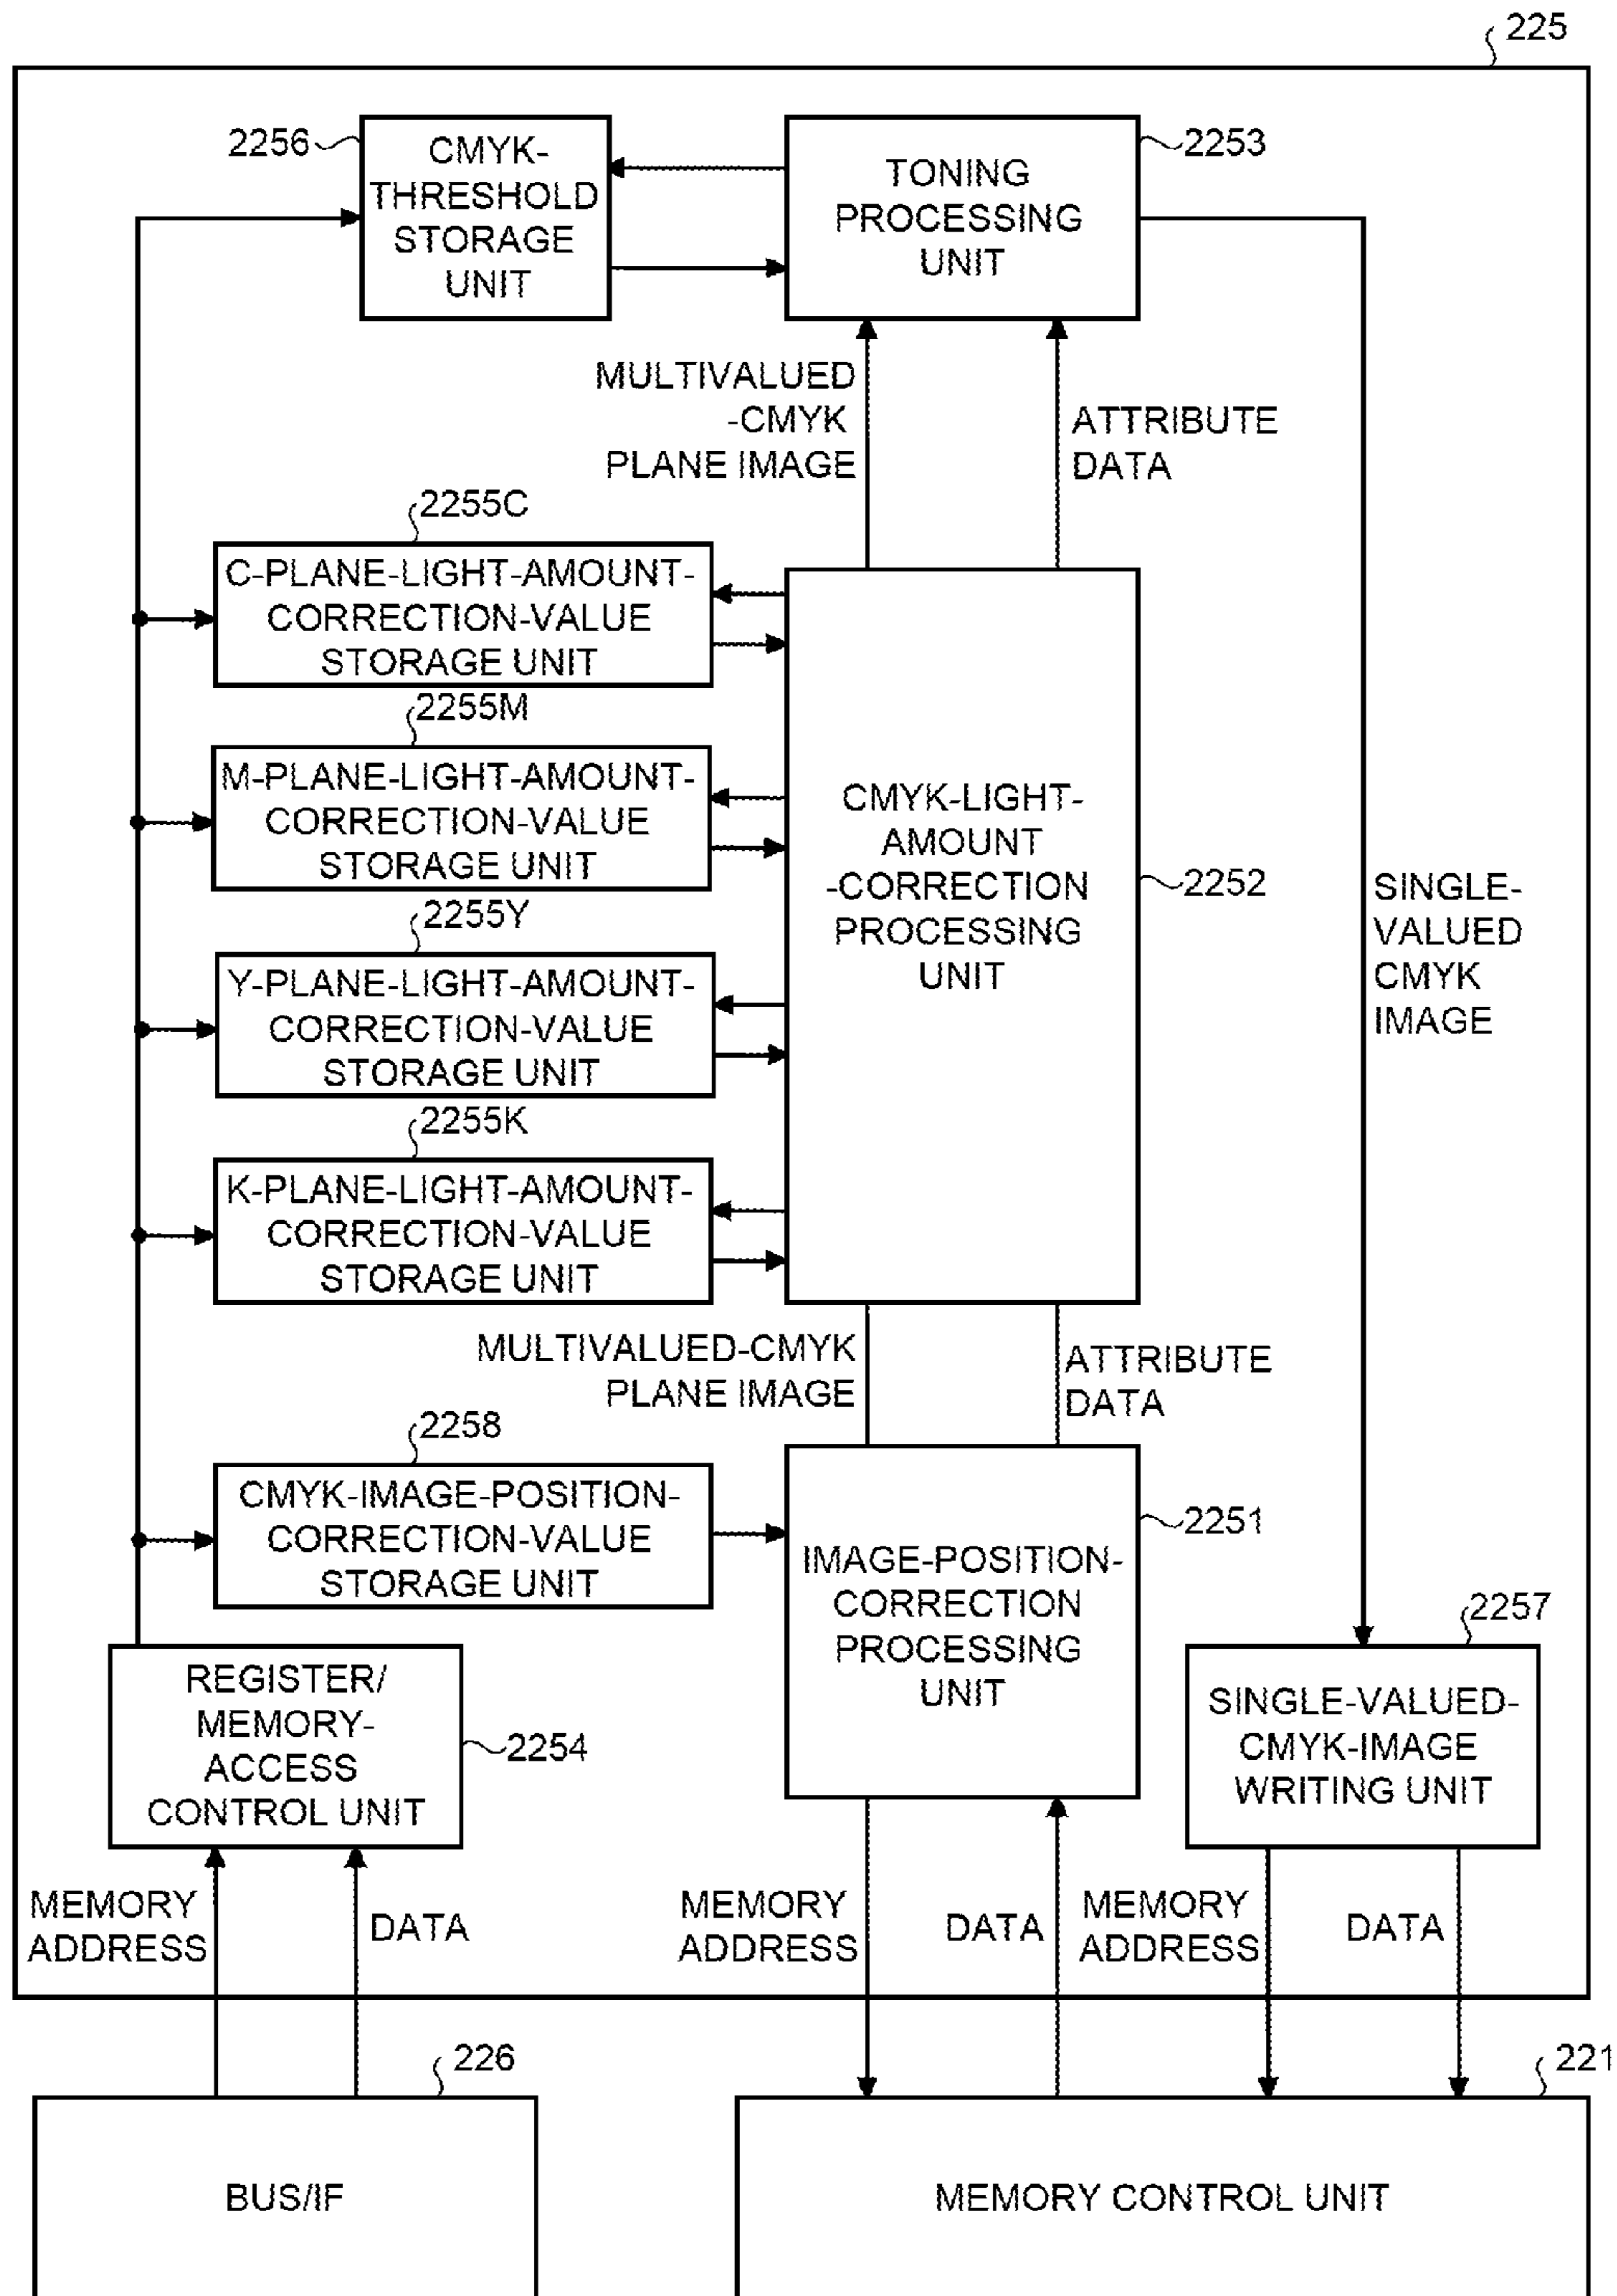 225
2256
CMYK-
THRESHOLD
STORAGE
UNIT
TONING
PROCESSING
UNIT
2253
MULTIVALUED
-CMYK
PLANE IMAGE
ATTRIBUTE
DATA
2255C
C-PLANE-LIGHT-AMOUNT-
CORRECTION-VALUE
STORAGE UNIT
2255M
M-PLANE-LIGHT-AMOUNT-
CORRECTION-VALUE
STORAGE UNIT
2255Y
Y-PLANE-LIGHT-AMOUNT-
CORRECTION-VALUE
STORAGE UNIT
2255K
K-PLANE-LIGHT-AMOUNT-
CORRECTION-VALUE
STORAGE UNIT
CMYK-LIGHT-
AMOUNT
-CORRECTION
PROCESSING
UNIT
2252
SINGLE-
VALUED
CMYK
IMAGE
MULTIVALUED-CMYK
PLANE IMAGE
ATTRIBUTE
DATA
2258
CMYK-IMAGE-POSITION-
CORRECTION-VALUE
STORAGE UNIT
IMAGE-POSITION-
CORRECTION
PROCESSING
UNIT
2251
2257
SINGLE-VALUED-
CMYK-IMAGE
WRITING UNIT
REGISTER/
MEMORY-
ACCESS
CONTROL UNIT
2254
MEMORY
ADDRESS
DATA
MEMORY
ADDRESS
DATA
MEMORY
ADDRESS
DATA
226
BUS/IF
221
MEMORY CONTROL UNIT